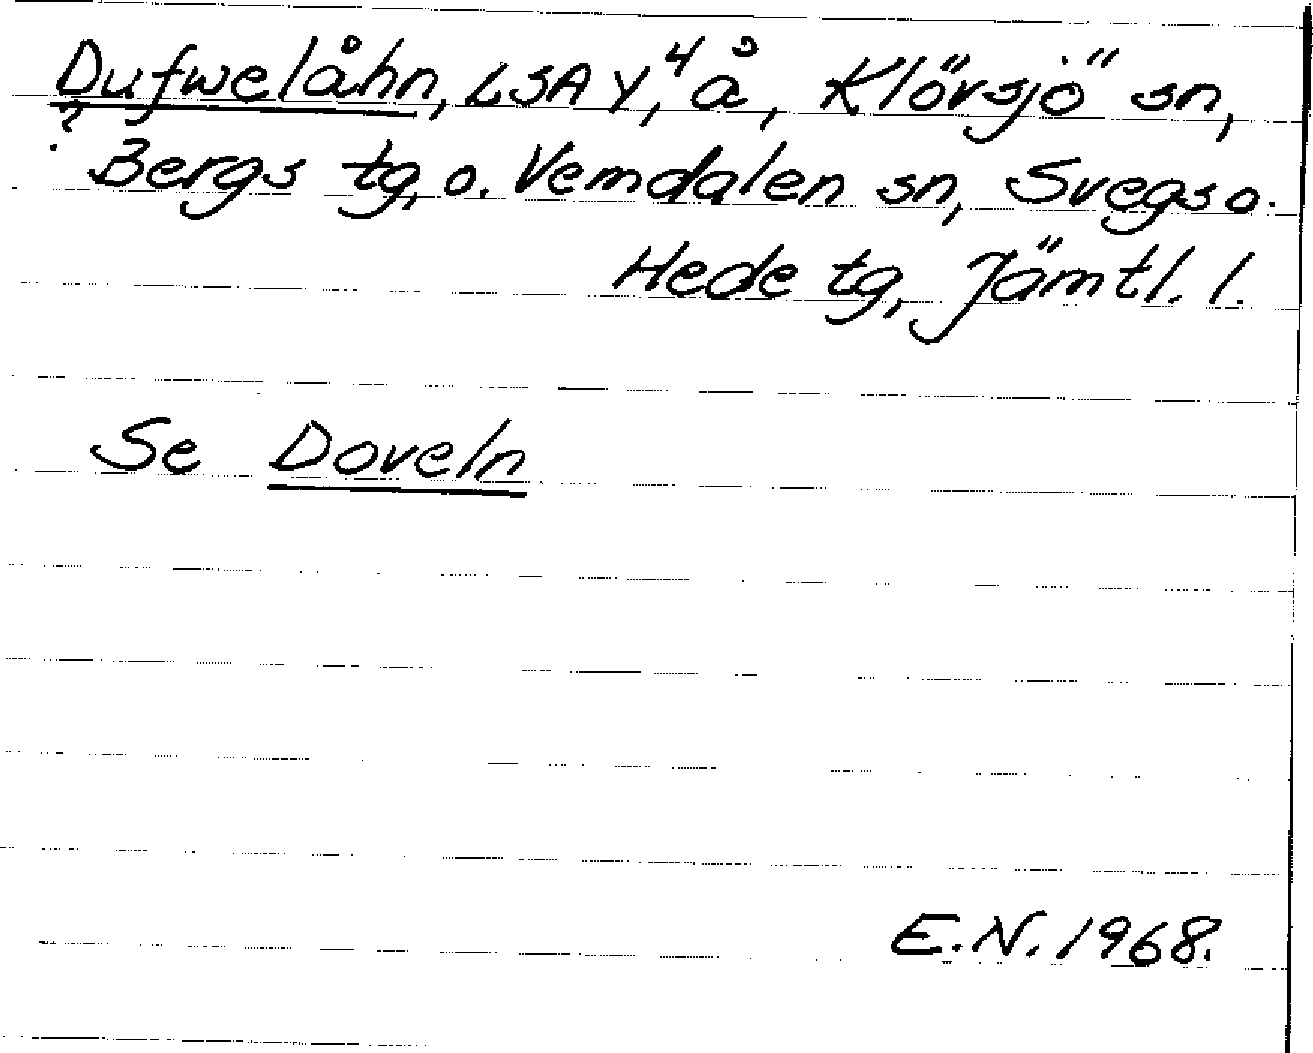 Dufwelåhn, LSA Y, 4 å, Klövsjö sn,
? Bergs tg, o. Vemdalen sn, Svegs o.
Hede tg, Jämtl. l.
Se Doveln
E.N. 1968.